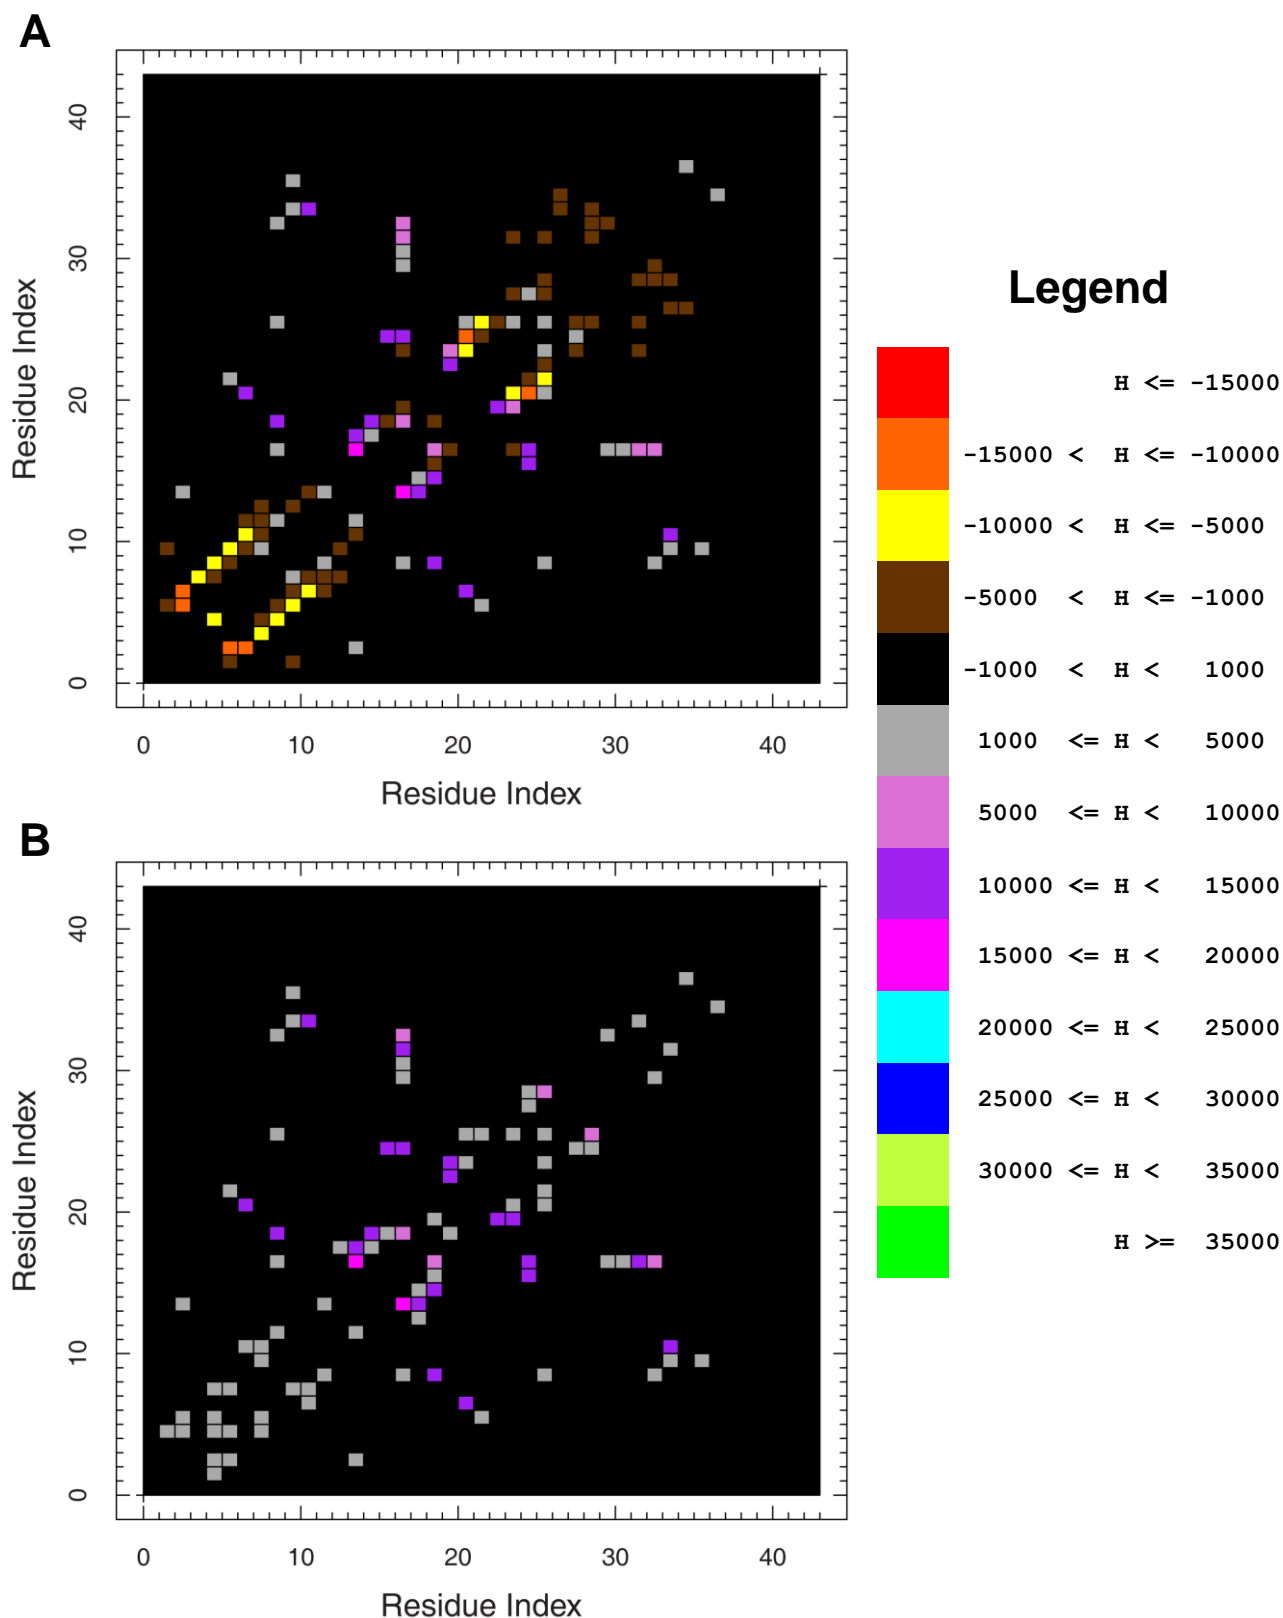 A
40
30
20
10
0
Residue Index
0 10 20 30 40
Residue Index
Legend
H <= -15000
-15000 < H <= -10000
-10000 < H <= -5000
-5000 < H <= -1000
-1000 < H < 1000
1000 <= H < 5000
5000 <= H < 10000
10000 <= H < 15000
15000 <= H < 20000
20000 <= H < 25000
25000 <= H < 30000
30000 <= H < 35000
H >= 35000
B
40
30
20
10
0
Residue Index
0 10 20 30 40
Residue Index